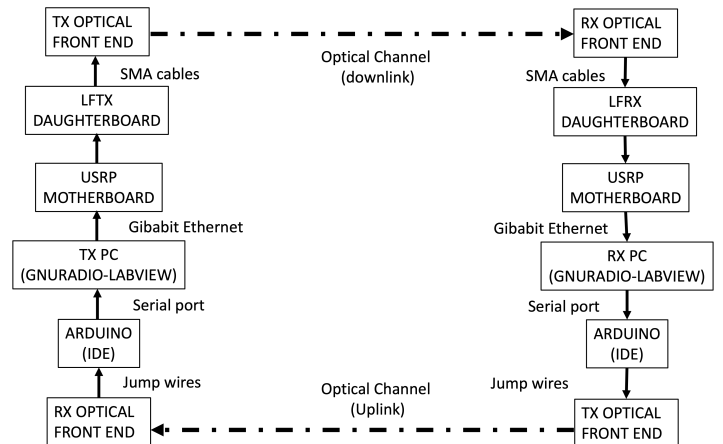 TX OPTICAL
FRONT END
SMA cables
LFTX
DAUGHTERBOARD
USRP
MOTHERBOARD
Gibabit Ethernet
TX PC
(GNURADIO-LABVIEW)
Serial port
ARDUINO
(IDE)
Jump wires
RX OPTICAL
FRONT END
Optical Channel
(downlink)
Optical Channel
(Uplink)
RX OPTICAL
FRONT END
SMA cables
LFRX
DAUGHTERBOARD
USRP
MOTHERBOARD
Gibabit Ethernet
RX PC
(GNURADIO-LABVIEW)
Serial port
ARDUINO
(IDE)
Jump wires
TX OPTICAL
FRONT END